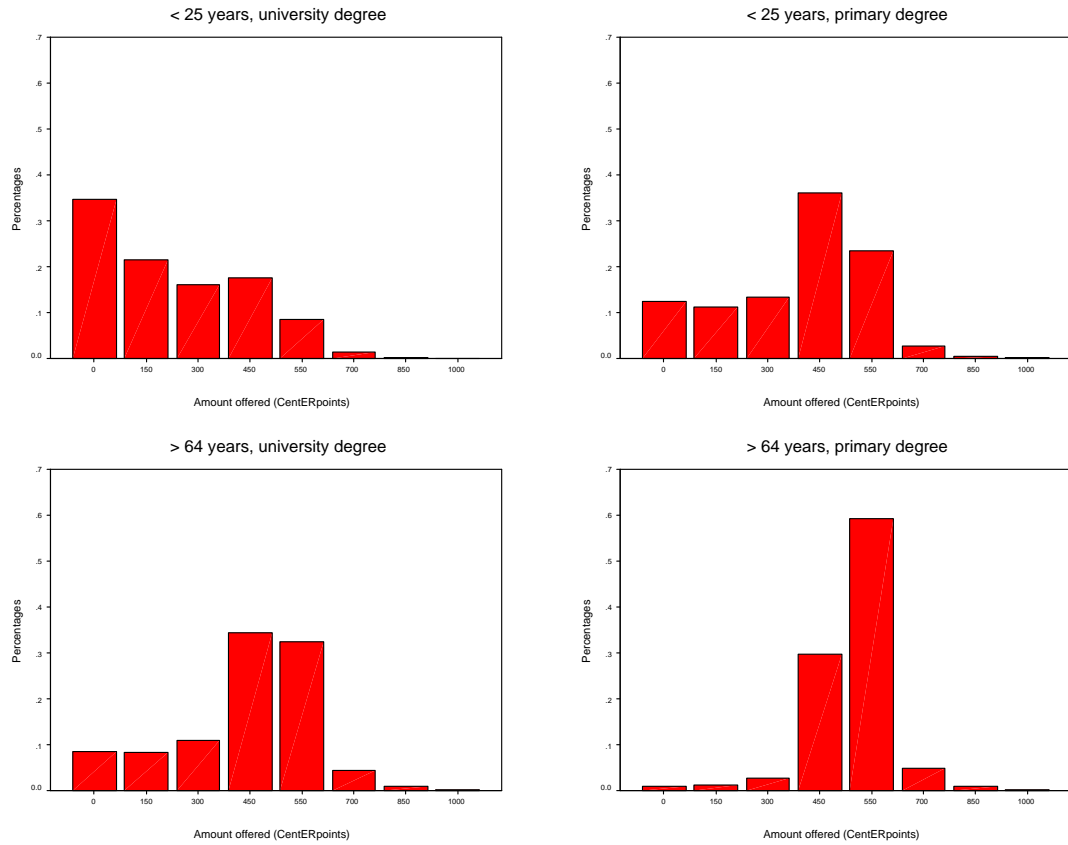 < 25 years, university degree
.7
.6
.5
.4
.3
.2
.1
0.0
Percentages
0 150 300 450 550 700 850 1000
Amount offered (CentERpoints)
< 25 years, primary degree
.7
.6
.5
.4
.3
.2
.1
0.0
Percentages
0 150 300 450 550 700 850 1000
Amount offered (CentERpoints)
> 64 years, university degree
.7
.6
.5
.4
.3
.2
.1
0.0
Percentages
0 150 300 450 550 700 850 1000
Amount offered (CentERpoints)
> 64 years, primary degree
.7
.6
.5
.4
.3
.2
.1
0.0
Percentages
0 150 300 450 550 700 850 1000
Amount offered (CentERpoints)